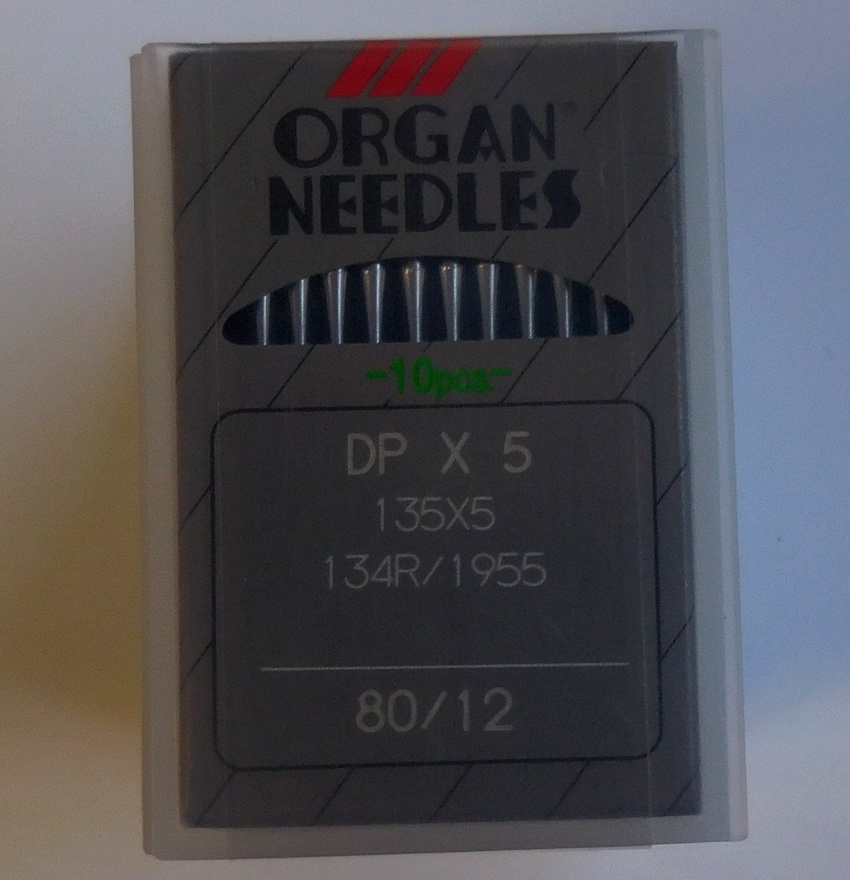 ORGAN®
NEEDLES
-10pcs-
DP X 5
135X5
134R/1955
80/12